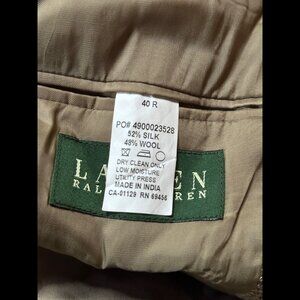 40 R
PO# 4900023528
52% SILK
48% WOOL
DRY CLEAN ONLY
LOW MOISTURE
UTILITY PRESS
MADE IN INDIA
CA-01129 RN 69456